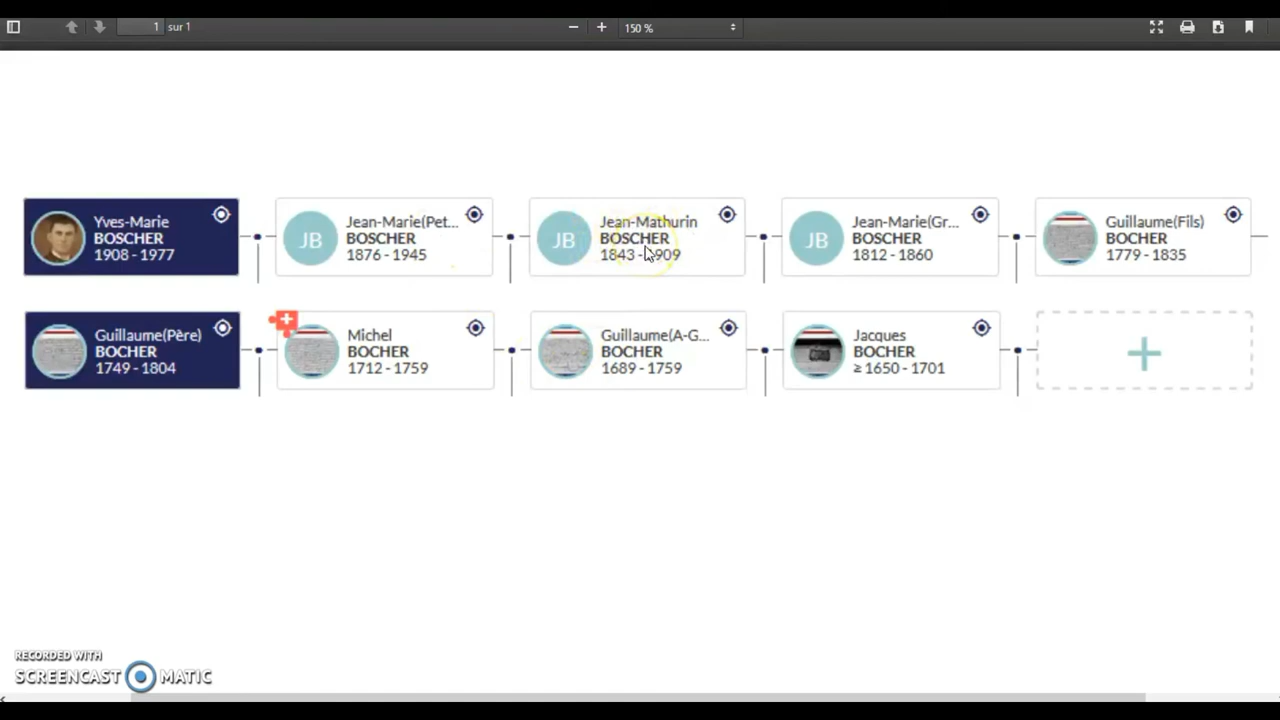 1 sur 1
150 %
Yves-Marie
BOSCHER
1908 - 1977
JB
Jean-Marie(Pet...
BOSCHER
1876 - 1945
JB
Jean-Mathurin
BOSCHER
1843 - 1909
JB
Jean-Marie(Gr...
BOSCHER
1812 - 1860
Guillaume(Fils)
BOSCHER
1779 - 1835
Guillaume(Père)
BOCHER
1749 - 1804
Michel
BOCHER
1712 - 1759
Guillaume(A-G...
BOCHER
1689 - 1759
Jacques
BOCHER
≥ 1650 - 1701
RECORDED WITH
SCREENCAST MATIC